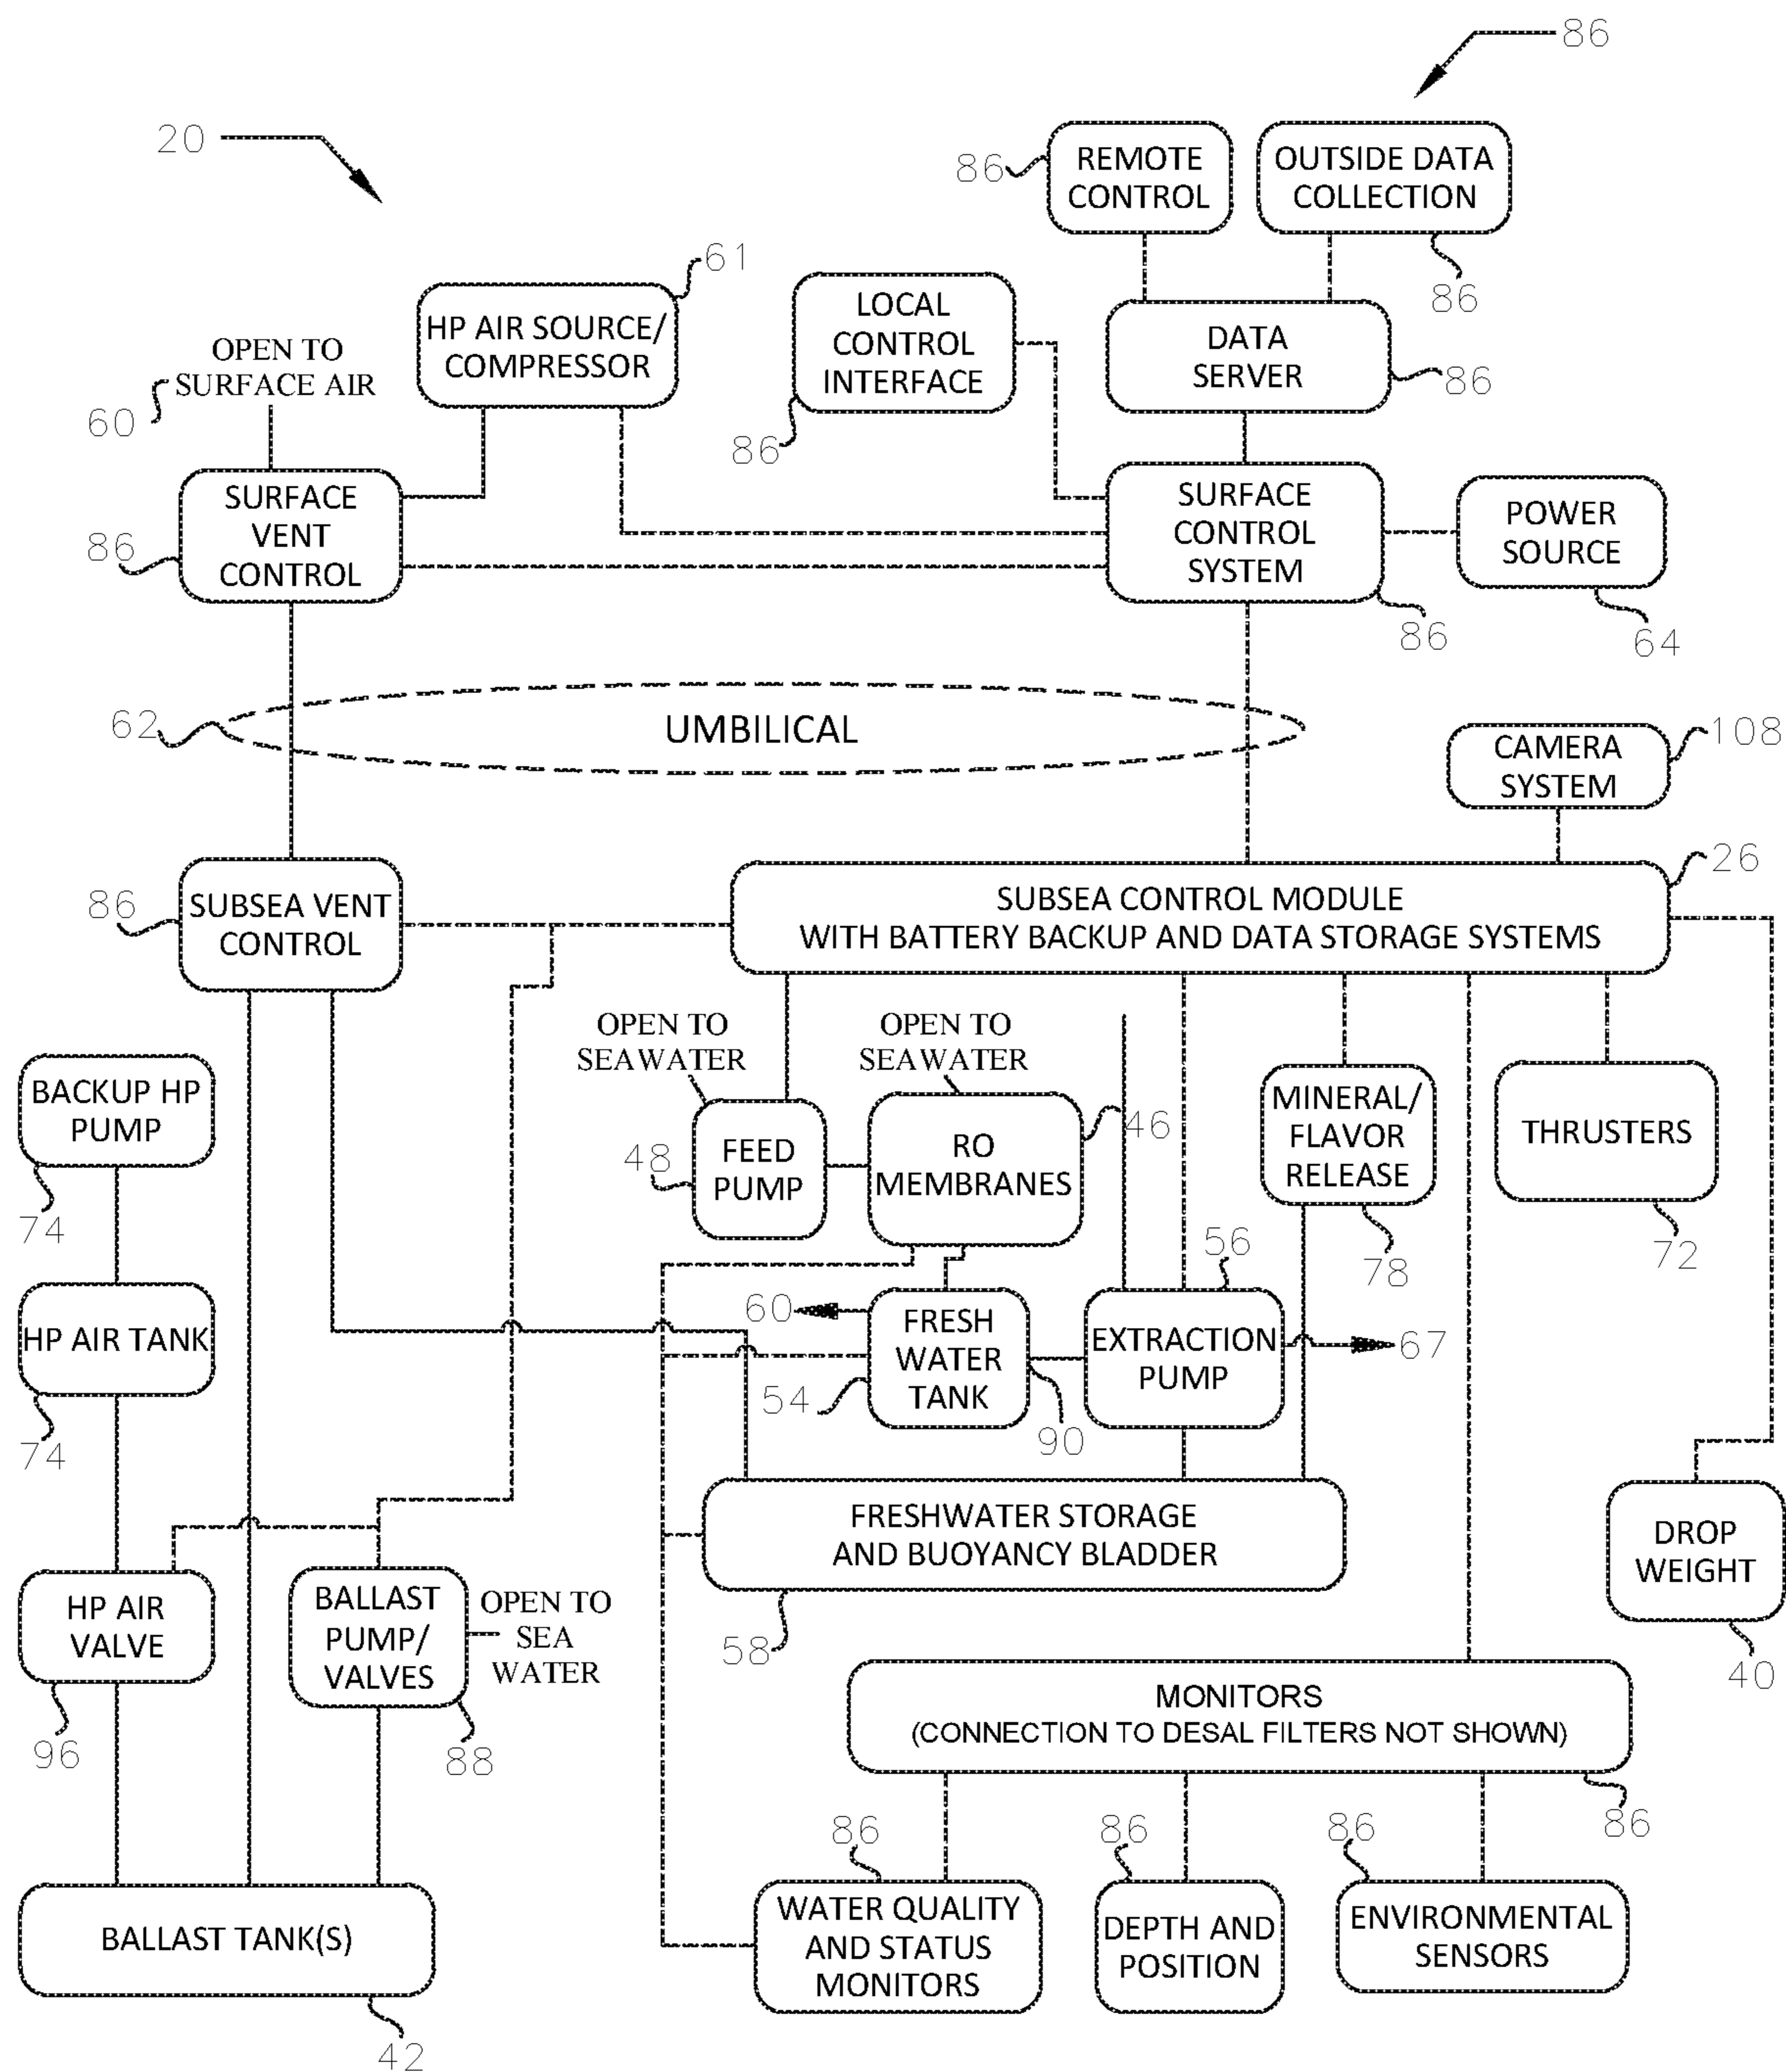 86
20
86
REMOTE
CONTROL
OUTSIDE DATA
COLLECTION
86
61
HP AIR SOURCE/
COMPRESSOR
LOCAL
CONTROL
INTERFACE
86
DATA
SERVER
86
OPEN TO
SURFACE AIR
60
SURFACE
VENT
CONTROL
86
SURFACE
CONTROL
SYSTEM
86
POWER
SOURCE
64
62
UMBILICAL
CAMERA
SYSTEM
108
86
SUBSEA VENT
CONTROL
SUBSEA CONTROL MODULE
WITH BATTERY BACKUP AND DATA STORAGE SYSTEMS
26
OPEN TO
SEAWATER
OPEN TO
SEAWATER
BACKUP HP
PUMP
74
48
FEED
PUMP
RO
MEMBRANES
46
MINERAL/
FLAVOR
RELEASE
78
THRUSTERS
72
HP AIR TANK
74
60
FRESH
WATER
TANK
54
90
56
EXTRACTION
PUMP
67
FRESHWATER STORAGE
AND BUOYANCY BLADDER
58
DROP
WEIGHT
40
HP AIR
VALVE
96
BALLAST
PUMP/
VALVES
88
OPEN TO
SEA
WATER
MONITORS
(CONNECTION TO DESAL FILTERS NOT SHOWN)
86
86
WATER QUALITY
AND STATUS
MONITORS
86
DEPTH AND
POSITION
86
ENVIRONMENTAL
SENSORS
BALLAST TANK(S)
42